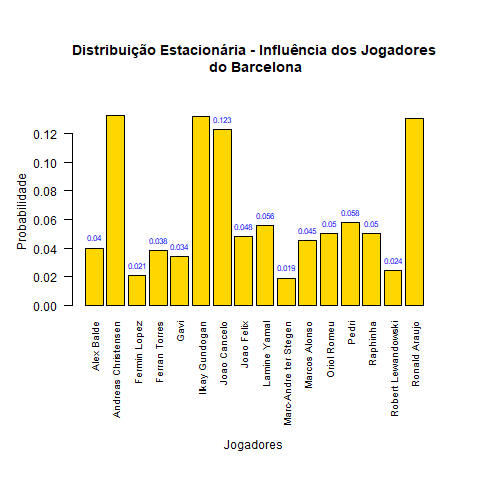 Distribuição Estacionária - Influência dos Jogadores
do Barcelona
Probabilidade
0.12
0.10
0.08
0.06
0.04
0.02
0.00
0.04
0.021
0.038
0.034
0.123
0.048
0.056
0.019
0.045
0.05
0.058
0.05
0.024
Alex Balde
Andreas Christensen
Fermin Lopez
Ferran Torres
Gavi
Ilkay Gundogan
Joao Cancelo
Joao Felix
Lamine Yamal
Marc-Andre ter Stegen
Marcos Alonso
Oriol Romeu
Pedri
Raphinha
Robert Lewandowski
Ronald Araujo
Jogadores